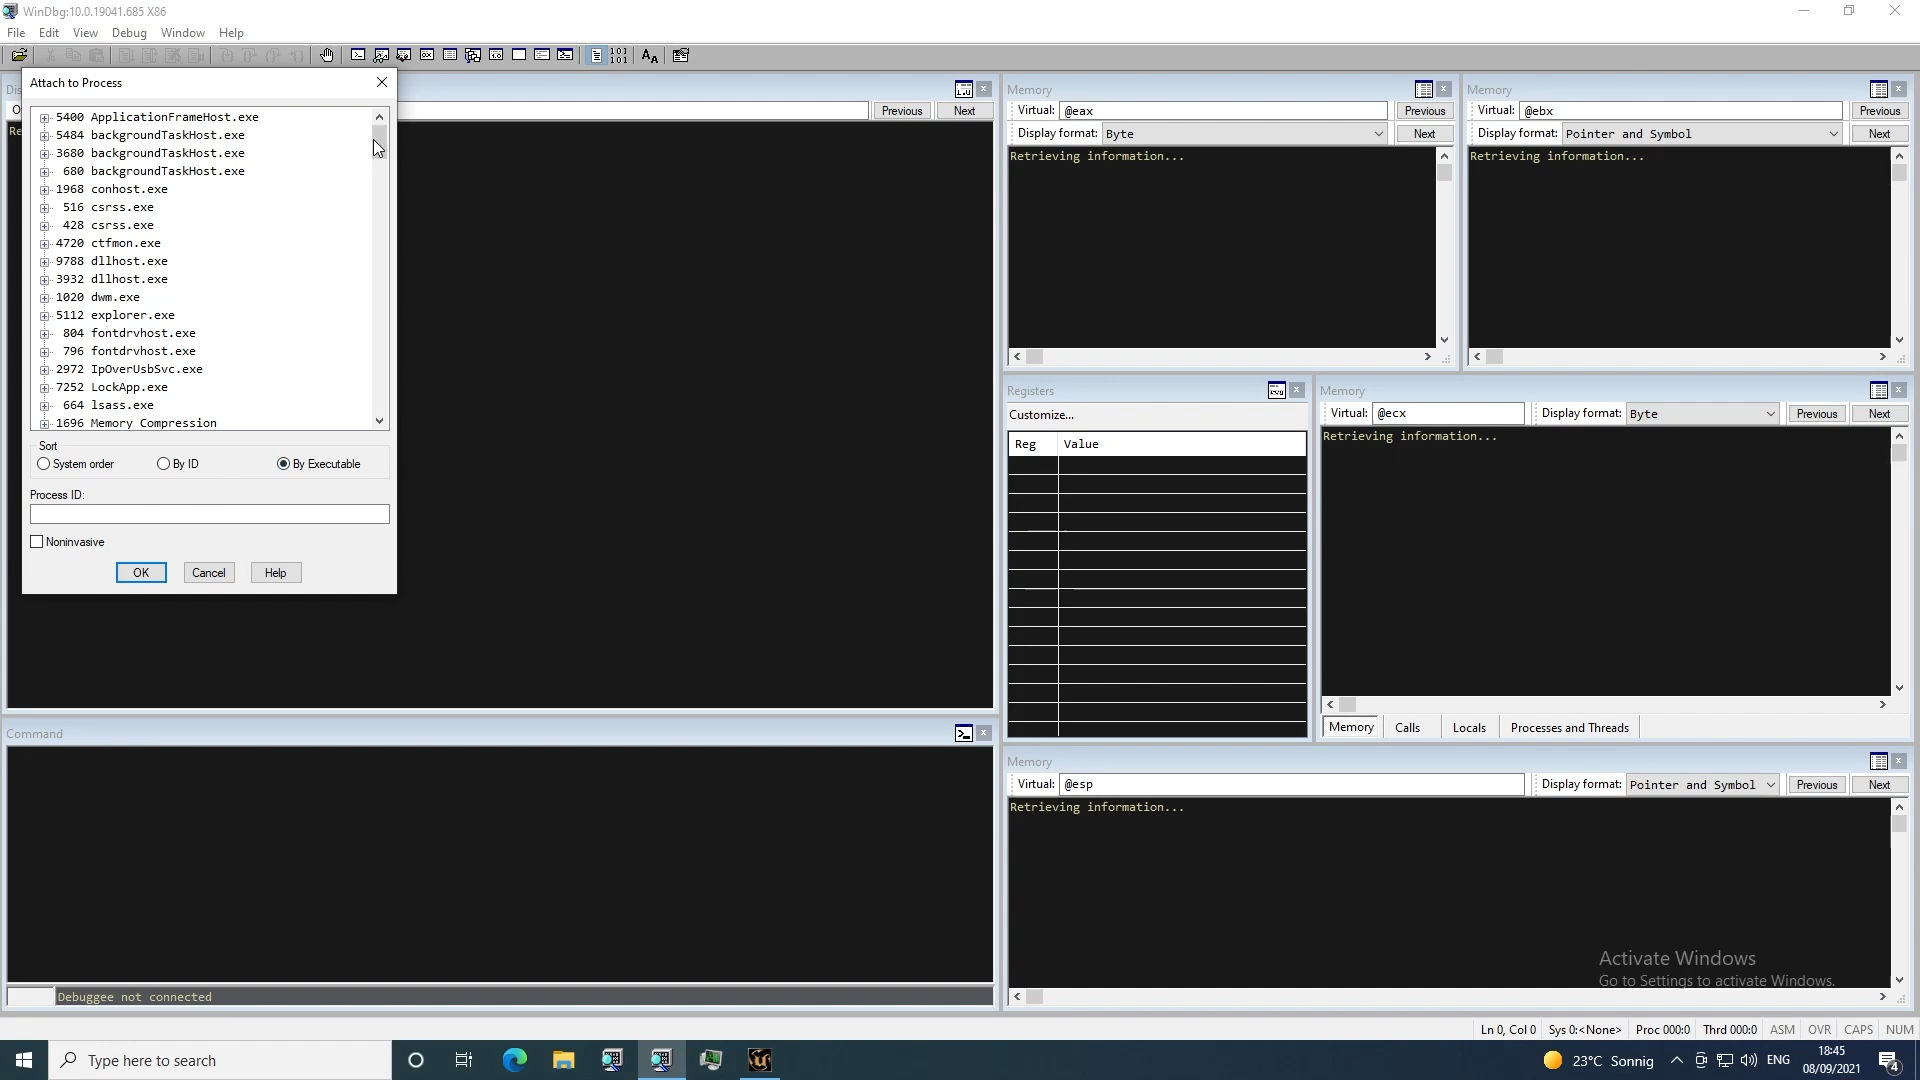 WinDbg:10.0.19041.685 X86
File Edit View Debug Window Help
Attach to Process
5400 ApplicationFrameHost.exe
5484 backgroundTaskHost.exe
3680 backgroundTaskHost.exe
680 backgroundTaskHost.exe
1968 conhost.exe
516 csrss.exe
428 csrss.exe
4720 ctfmon.exe
9788 dllhost.exe
3932 dllhost.exe
1020 dwm.exe
5112 explorer.exe
804 fontdrvhost.exe
796 fontdrvhost.exe
2972 IpOverUsbSvc.exe
7252 LockApp.exe
664 lsass.exe
1696 Memory Compression
Sort
System order By ID By Executable
Process ID:
Noninvasive
OK Cancel Help
Previous Next
Memory
Virtual: @eax Previous
Display format: Byte Next
Retrieving information...
Memory
Virtual: @ebx Previous
Display format: Pointer and Symbol Next
Retrieving information...
Registers
Customize...
Reg Value
Memory
Virtual: @ecx Display format: Byte Previous Next
Retrieving information...
Memory Calls Locals Processes and Threads
Command
Debuggee not connected
Memory
Virtual: @esp Display format: Pointer and Symbol Previous Next
Retrieving information...
Activate Windows
Go to Settings to activate Windows.
Ln 0, Col 0 Sys 0:<None> Proc 000:0 Thrd 000:0 ASM OVR CAPS NUM
Type here to search
23°C Sonnig
ENG
18:45
08/09/2021
4